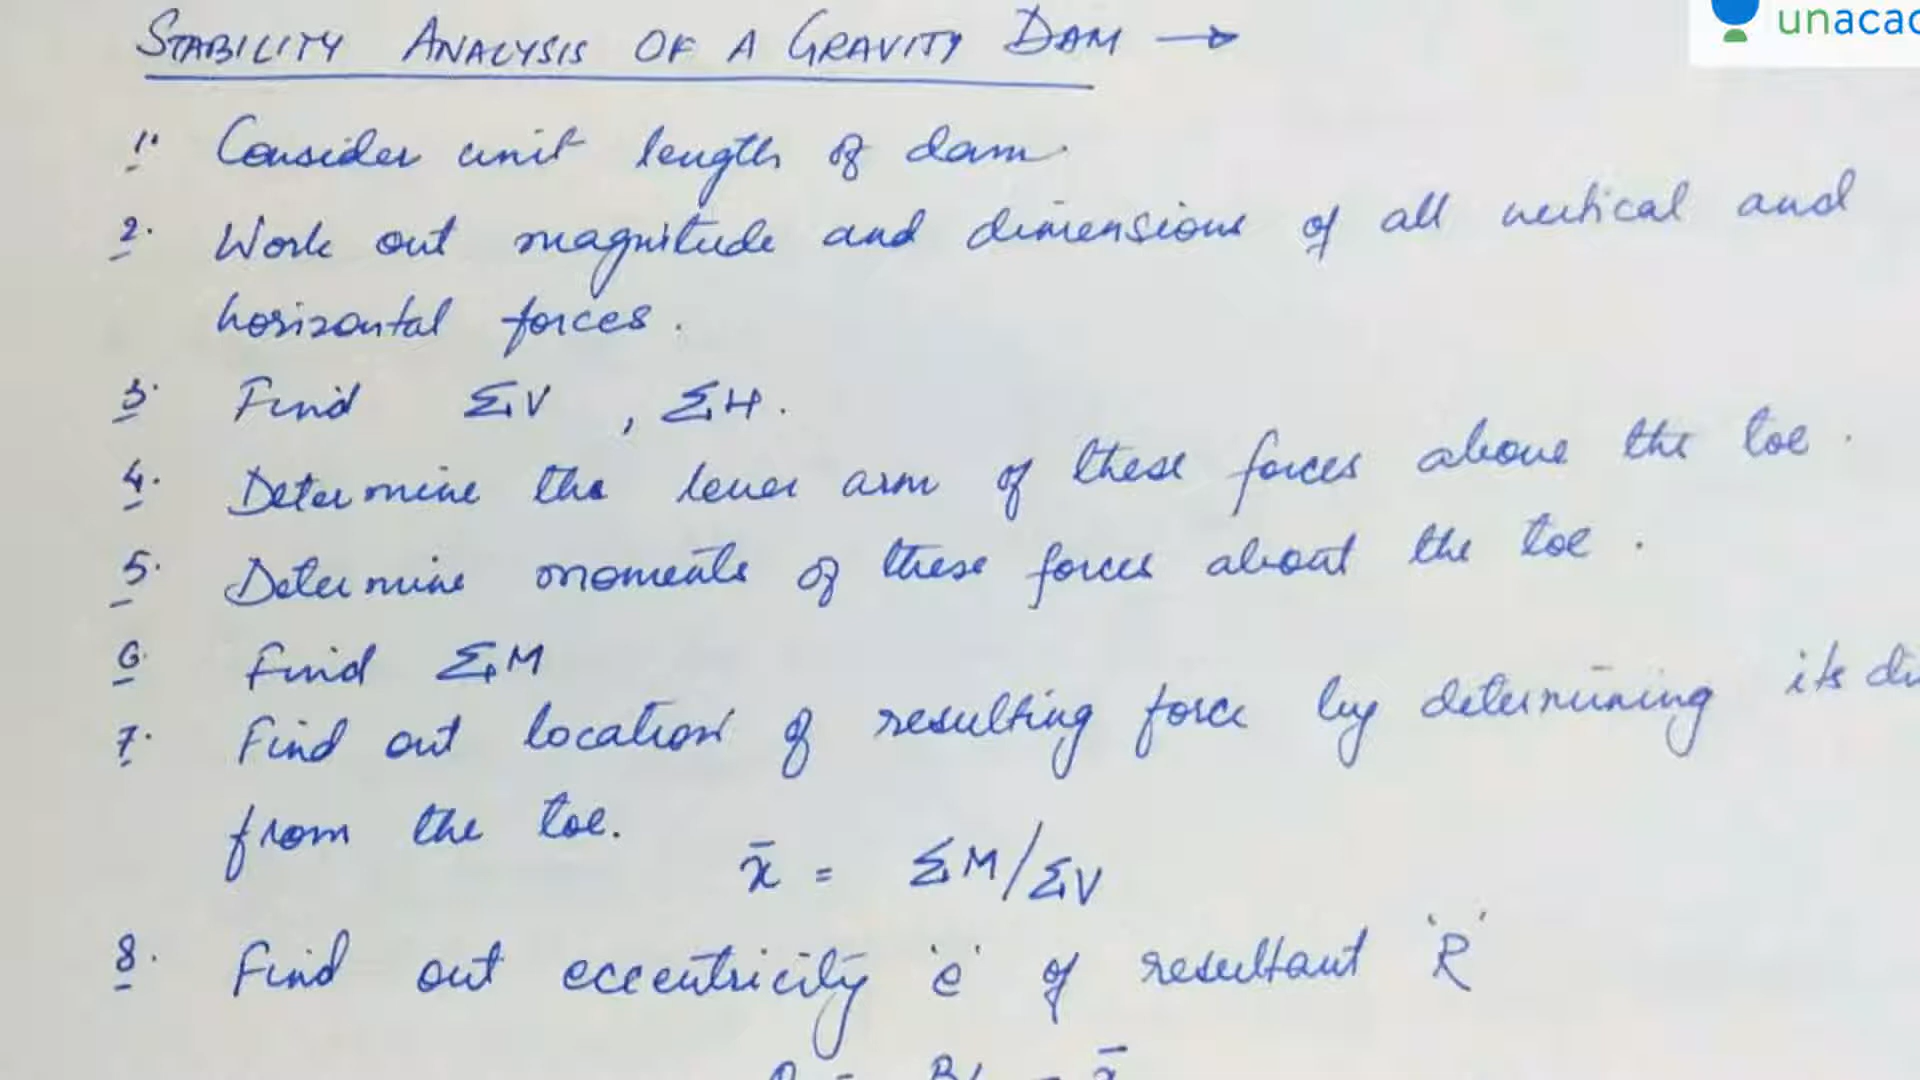 STABILITY ANALYSIS OF A GRAVITY DAM →
unacad
1. Consider unit length of dam.
2. Work out magnitude and dimensions of all vertical and
horizontal forces.
3. Find ΣV, ΣH.
4. Determine the lever arm of these forces above the toe.
5. Determine moments of these forces about the toe.
6. Find ΣM
7. Find out location of resulting force by determining its di
from the toe.
x̄ = ΣM/ΣV
8. Find out eccentricity 'e' of resultant 'R'